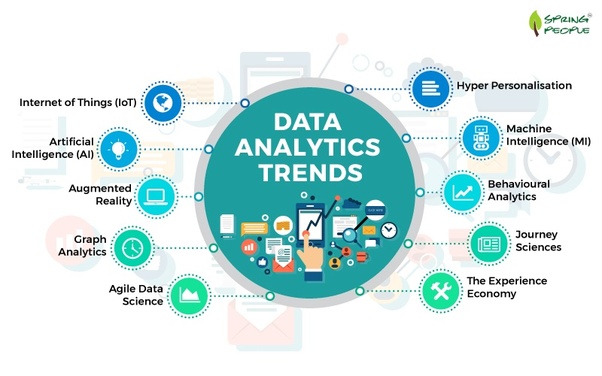 SPRING
PEOPLE
DATA
ANALYTICS
TRENDS
Internet of Things (IoT)
Artificial
Intelligence (AI)
Augmented
Reality
Graph
Analytics
Agile Data
Science
Hyper Personalisation
Machine
Intelligence (MI)
Behavioural
Analytics
Journey
Sciences
The Experience
Economy